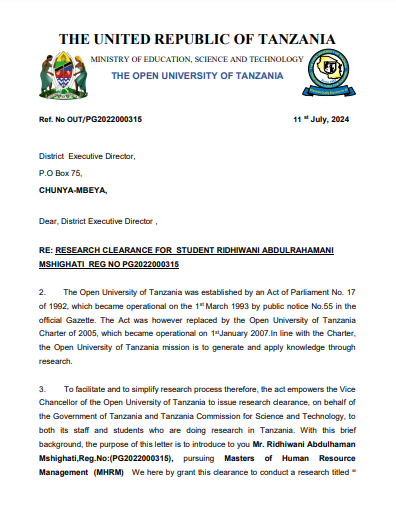 THE UNITED REPUBLIC OF TANZANIA
MINISTRY OF EDUCATION, SCIENCE AND TECHNOLOGY
THE OPEN UNIVERSITY OF TANZANIA
Ref. No OUT/PG2022000315 11 st July, 2024
District Executive Director,
P.O Box 75,
CHUNYA-MBEYA,
Dear, District Executive Director ,
RE: RESEARCH CLEARANCE FOR STUDENT RIDHIWANI ABDULRAHAMANI
MSHIGHATI REG NO PG2022000315
2. The Open University of Tanzania was established by an Act of Parliament No. 17
of 1992, which became operational on the 1st March 1993 by public notice No.55 in the
official Gazette. The Act was however replaced by the Open University of Tanzania
Charter of 2005, which became operational on 1stJanuary 2007.In line with the Charter,
the Open University of Tanzania mission is to generate and apply knowledge through
research.
3. To facilitate and to simplify research process therefore, the act empowers the Vice
Chancellor of the Open University of Tanzania to issue research clearance, on behalf of
the Government of Tanzania and Tanzania Commission for Science and Technology, to
both its staff and students who are doing research in Tanzania. With this brief
background, the purpose of this letter is to introduce to you Mr. Ridhiwani Abdulhaman
Mshighati,Reg.No:(PG2022000315), pursuing Masters of Human Resource
Management (MHRM) We here by grant this clearance to conduct a research titled “